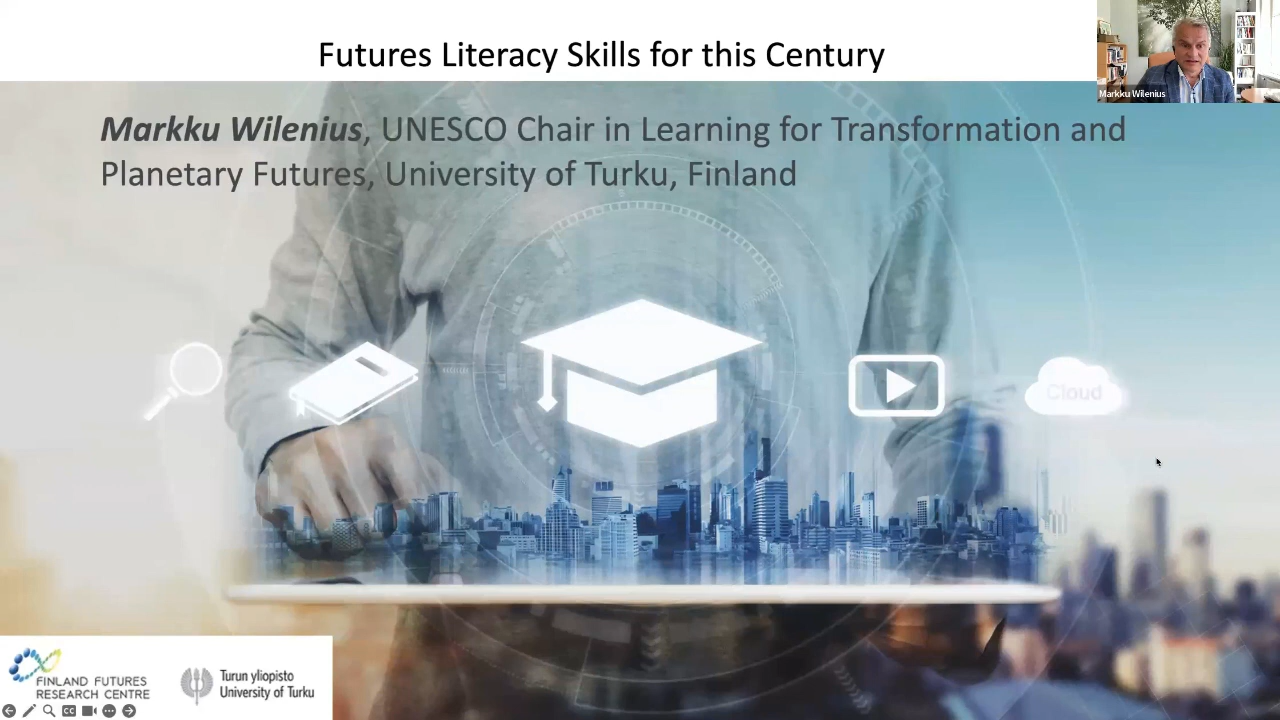 Futures Literacy Skills for this Century
Markku Wilenius
Markku Wilenius, UNESCO Chair in Learning for Transformation and
Planetary Futures, University of Turku, Finland
Cloud
FINLAND FUTURES
RESEARCH CENTRE
Turun yliopisto
University of Turku
CC